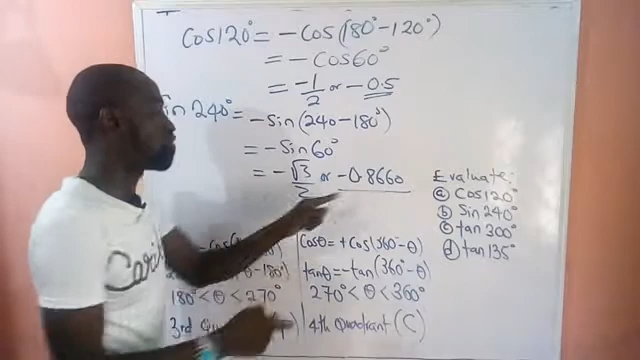 Cos120° = -Cos(180° - 120°)
= -Cos60°
= -1/2 or -0.5
in 240° = -Sin(240 - 180°)
= -Sin60°
= -√3/2 or -0.8660
Evaluate:
(a) Cos120°
(b) Sin 240°
(c) tan 300°
(d) tan 135°
Cosθ = +Cos(360° - θ)
tanθ = -tan(360° - θ)
180° < θ < 270°
270° < θ < 360°
3rd Qu
4th Quadrant (C)